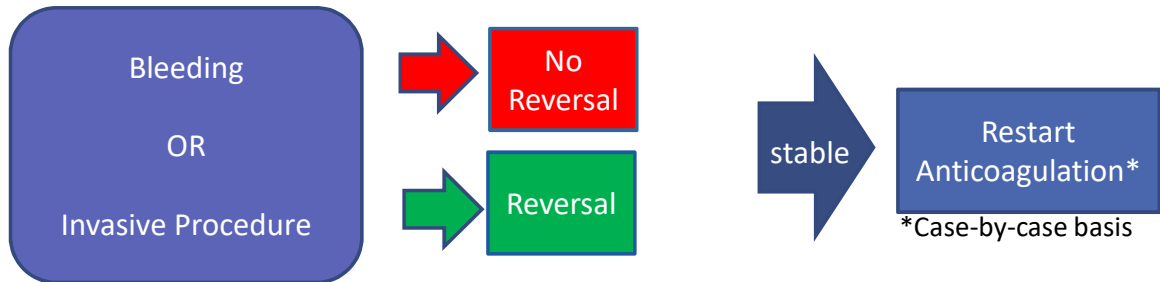 Bleeding
OR
Invasive Procedure
No
Reversal
Reversal
stable
Restart
Anticoagulation*
*Case-by-case basis